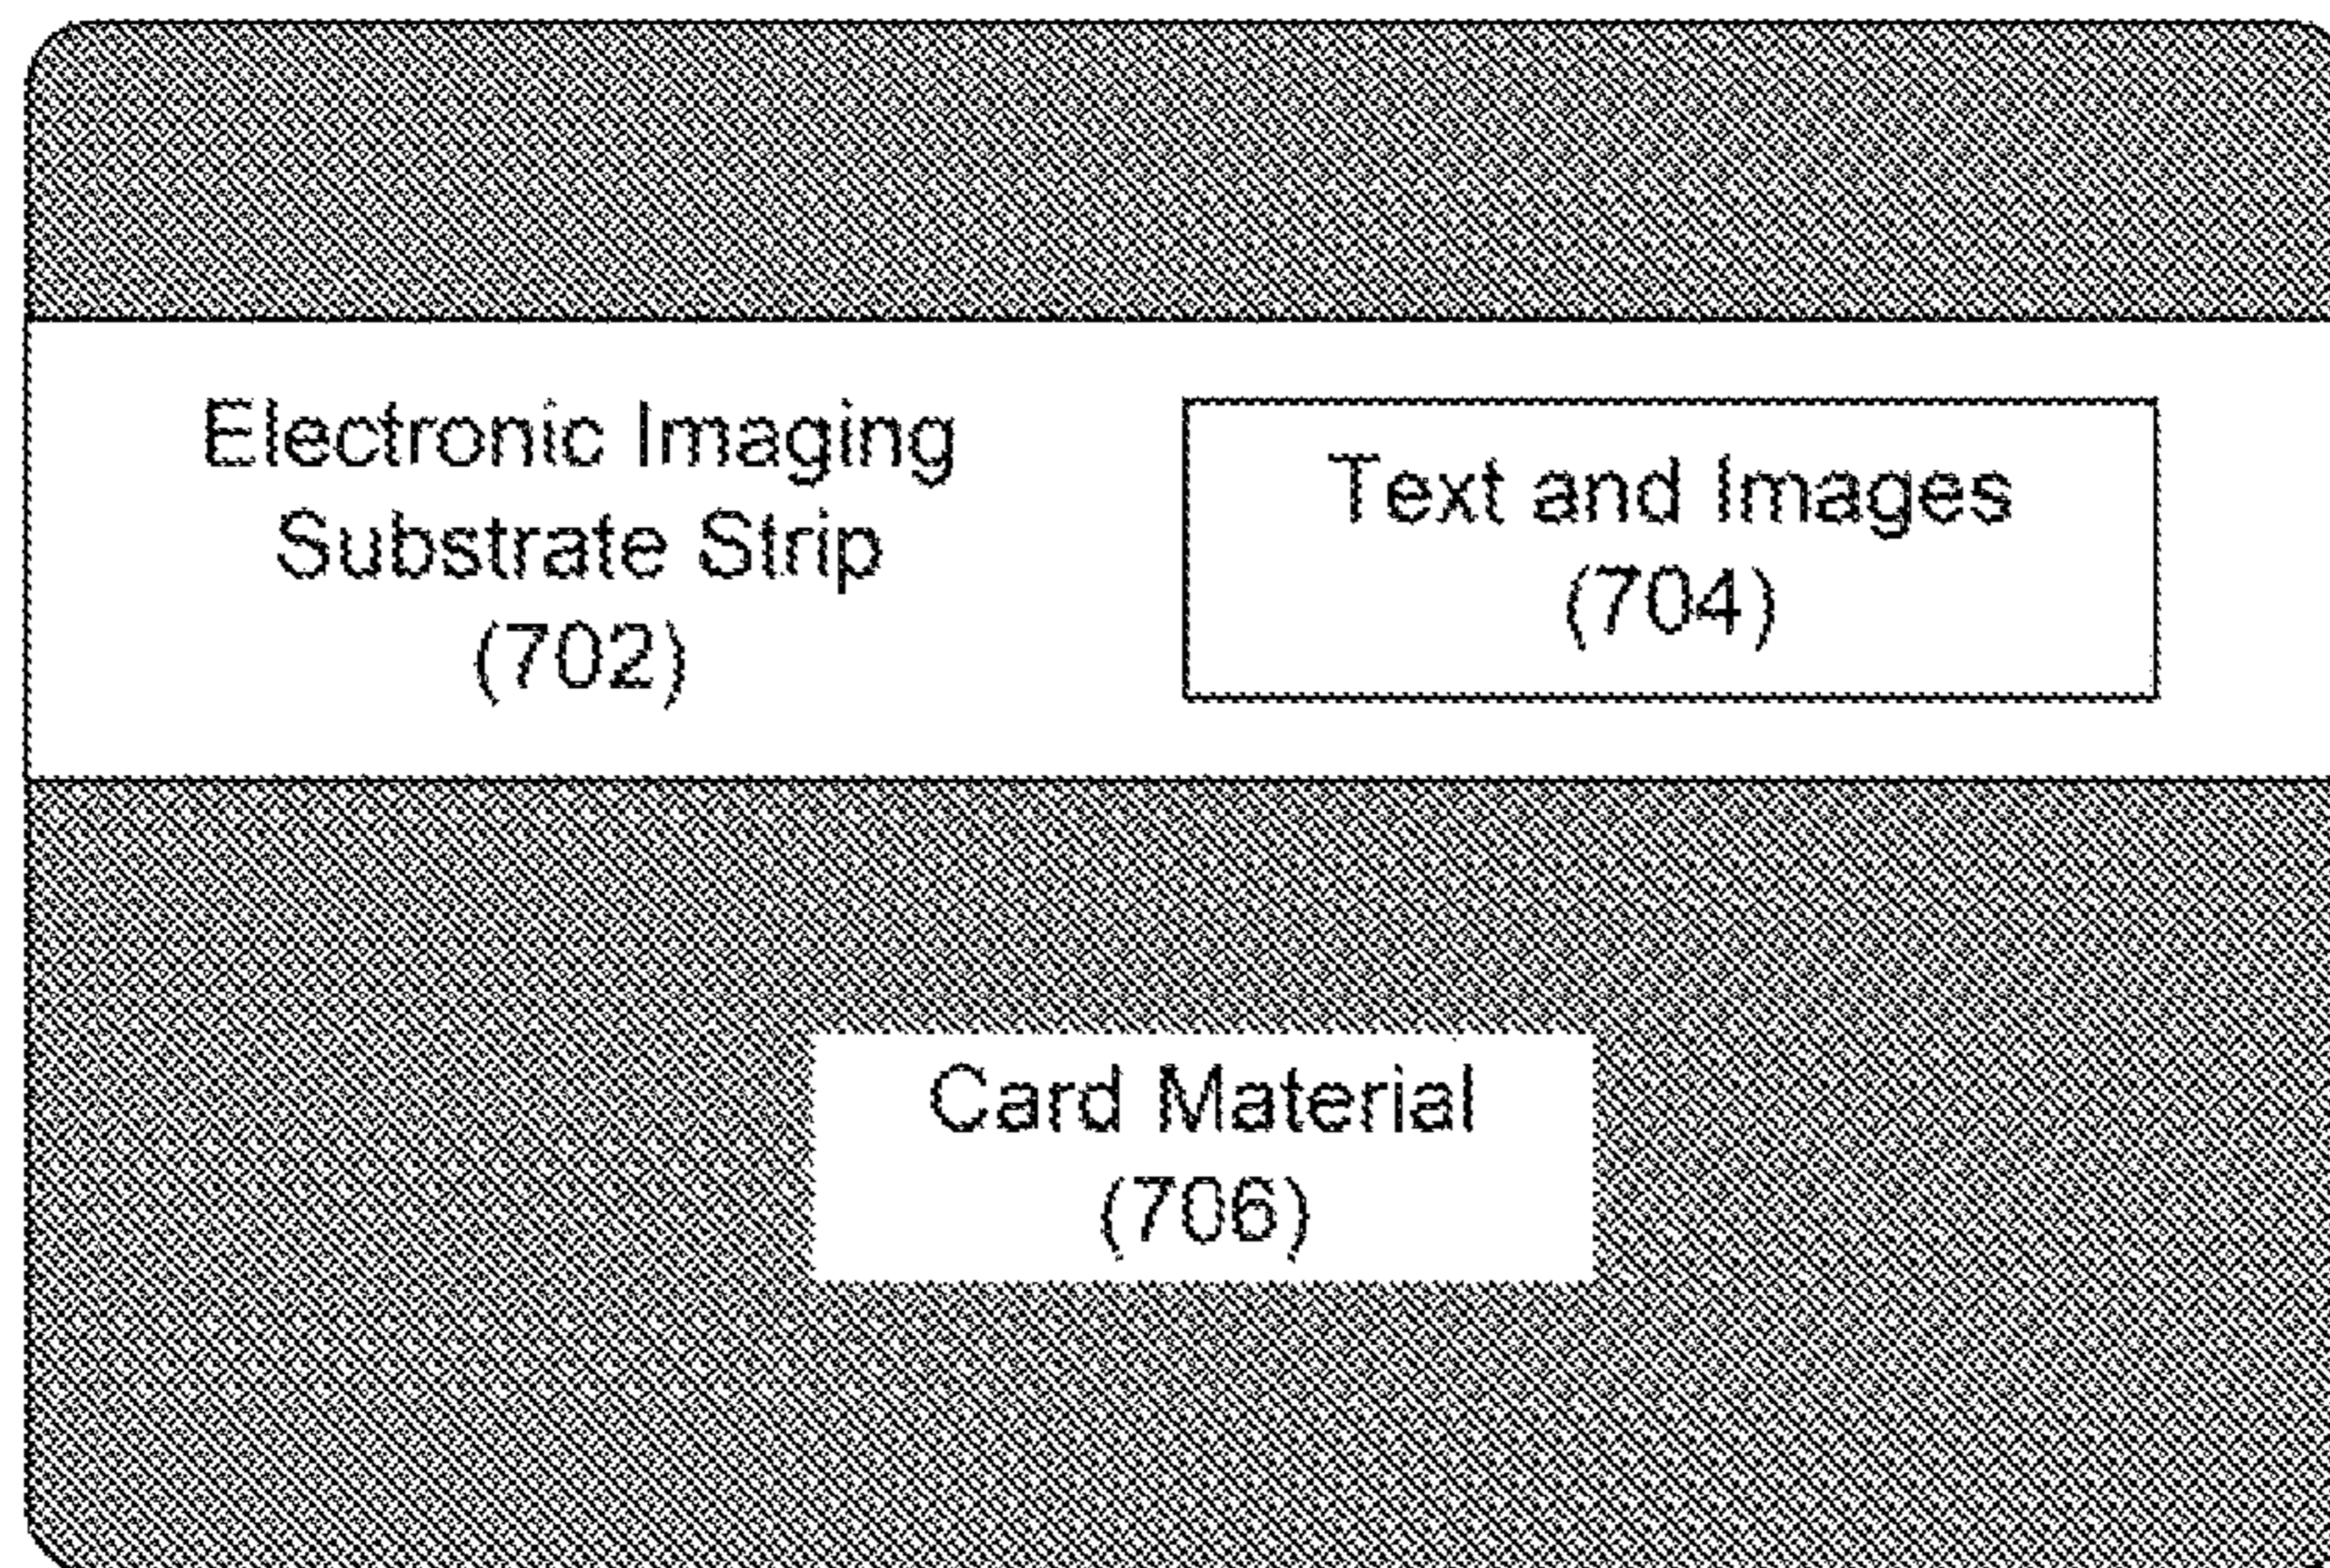 Electronic Imaging
Substrate Strip
(702)
Text and Images
(704)
Card Material
(706)